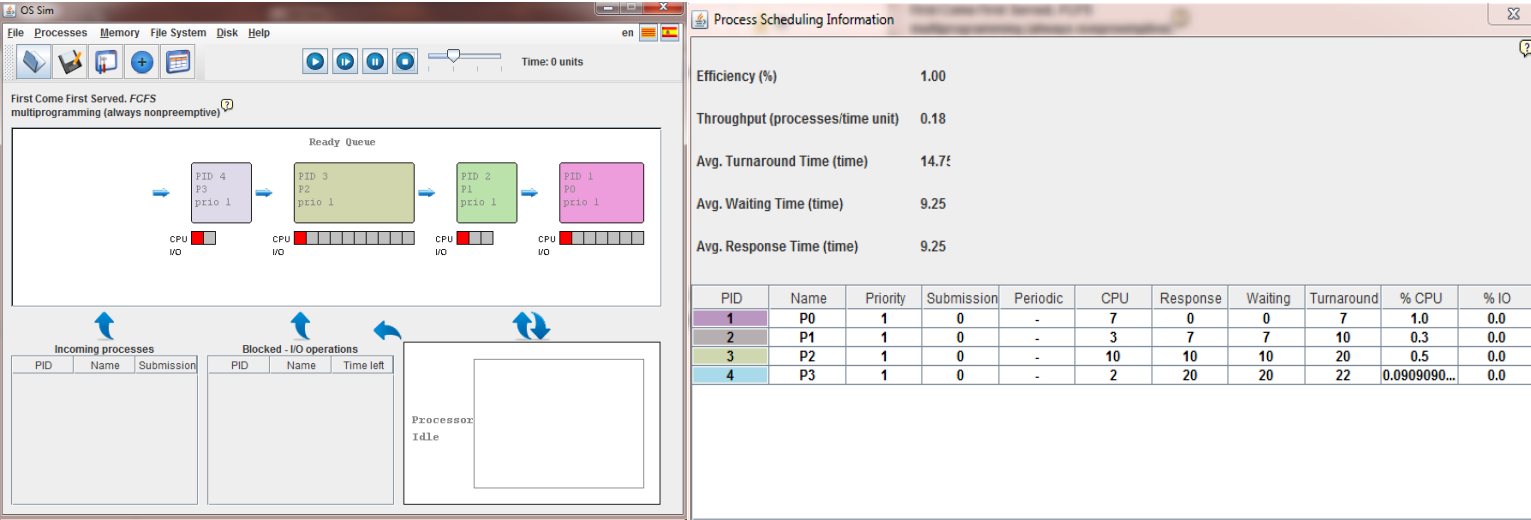 OS Sim
File Processes Memory File System Disk Help en
Time: 0 units
First Come First Served. FCFS
multiprogramming (always nonpreemptive)
Ready Queue
PID 4
P3
prio 1
CPU
I/O
PID 3
P2
prio 1
CPU
I/O
PID 2
P1
prio 1
CPU
I/O
PID 1
P0
prio 1
CPU
I/O
Incoming processes
PID Name Submission
Blocked - I/O operations
PID Name Time left
Processor
Idle
Process Scheduling Information
Efficiency (%) 1.00
Throughput (processes/time unit) 0.18
Avg. Turnaround Time (time) 14.75
Avg. Waiting Time (time) 9.25
Avg. Response Time (time) 9.25
PID Name Priority Submission Periodic CPU Response Waiting Turnaround % CPU % IO
1 P0 1 0 - 7 0 0 7 1.0 0.0
2 P1 1 0 - 3 7 7 10 0.3 0.0
3 P2 1 0 - 10 10 10 20 0.5 0.0
4 P3 1 0 - 2 20 20 22 0.0909090... 0.0